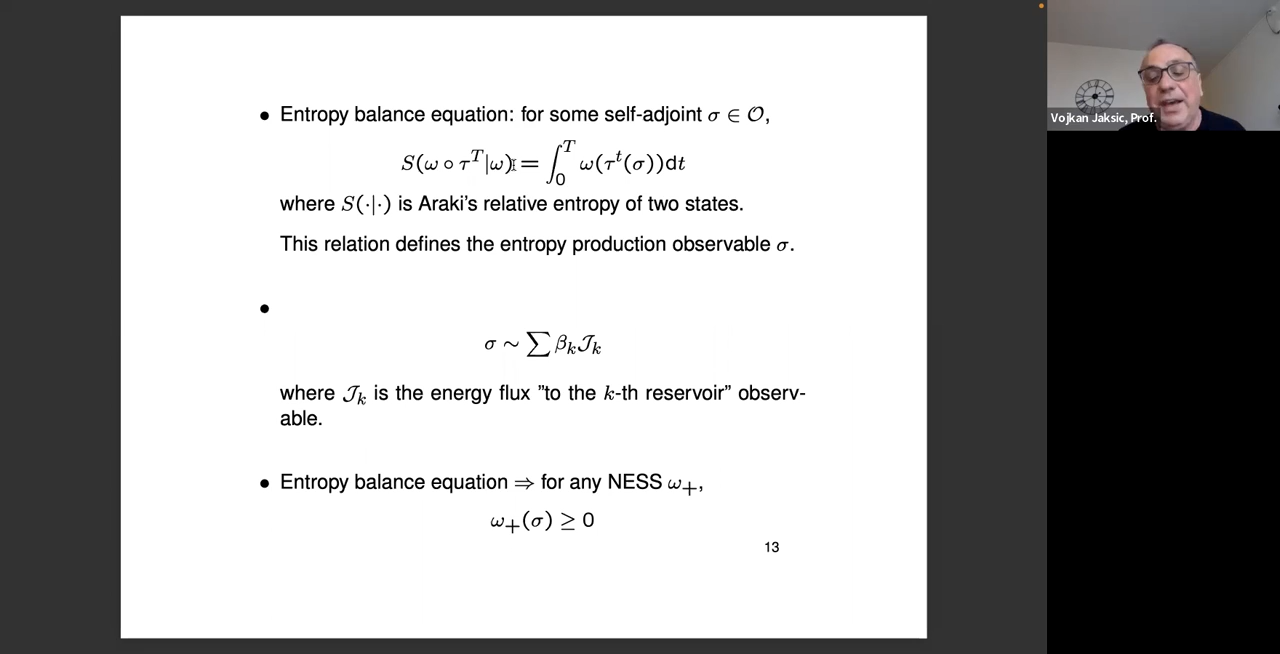 • Entropy balance equation: for some self-adjoint σ ∈ 𝒪,
S(ω ∘ τ^T|ω) = ∫_0^T ω(τ^t(σ))dt
where S(·|·) is Araki's relative entropy of two states.
This relation defines the entropy production observable σ.
•
σ ∼ ∑ β_k 𝒥_k
where 𝒥_k is the energy flux ”to the k-th reservoir” observ-
able.
• Entropy balance equation ⇒ for any NESS ω_+,
ω_+(σ) ≥ 0
13
Vojkan Jaksic, Prof.